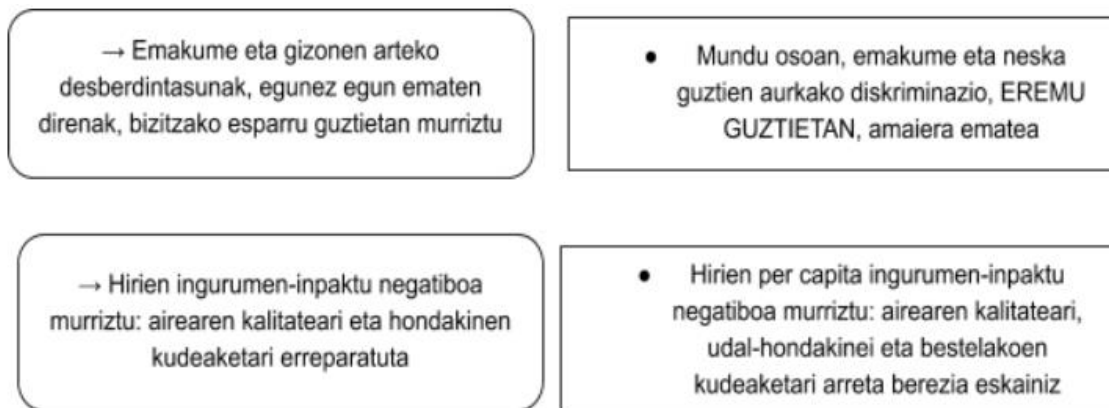 → Emakume eta gizonen arteko
desberdintasunak, egunez egun ematen
direnak, bizitzako esparru guztietan murriztu
● Mundu osoan, emakume eta neska
guztien aurkako diskriminazio, EREMU
GUZTIETAN, amaiera ematea
→ Hirien ingurumen-inpaktu negatiboa
murriztu: airearen kalitateari eta hondakinen
kudeaketari erreparatuta
● Hirien per capita ingurumen-inpaktu
negatiboa murriztu: airearen kalitateari,
udal-hondakinei eta bestelakoen
kudeaketari arreta berezia eskainiz